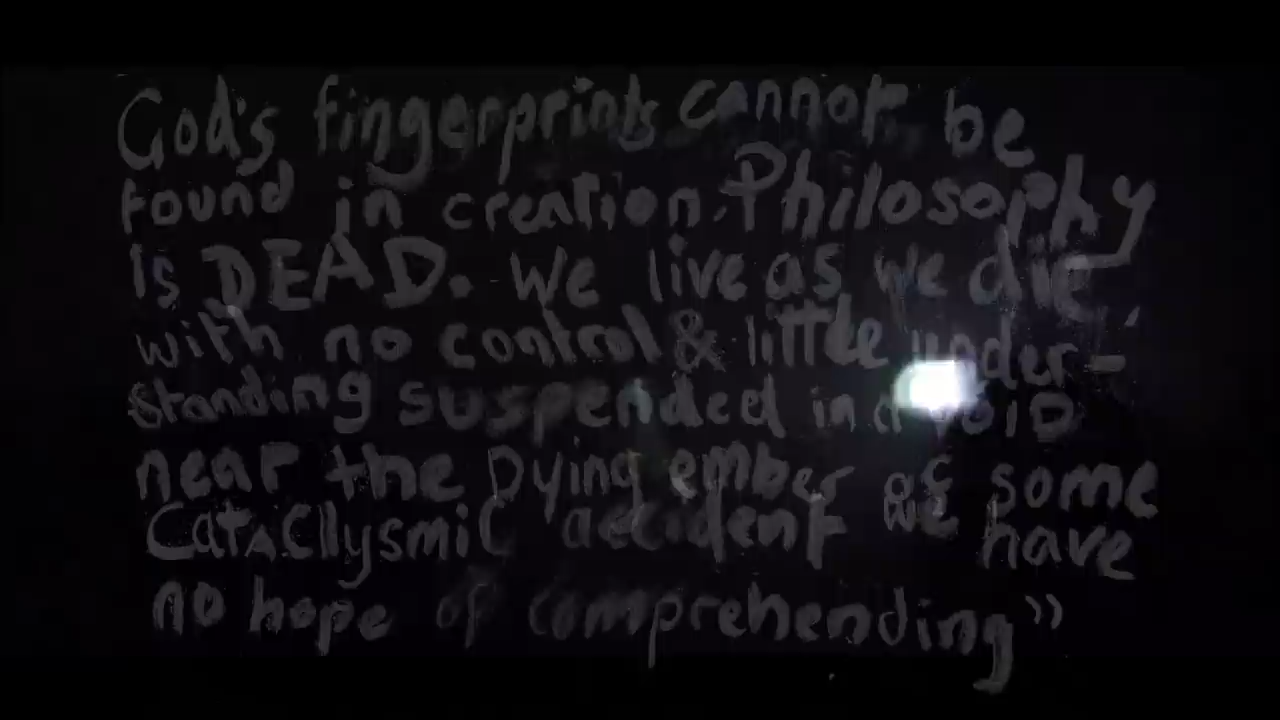 God's fingerprints cannot be
found in creation. Philosophy
is DEAD. We live as we die,
with no control & little under-
standing suspended in a VOID
near the Dying ember of some
CatAClysmiC accident we have
no hope of comprehending”